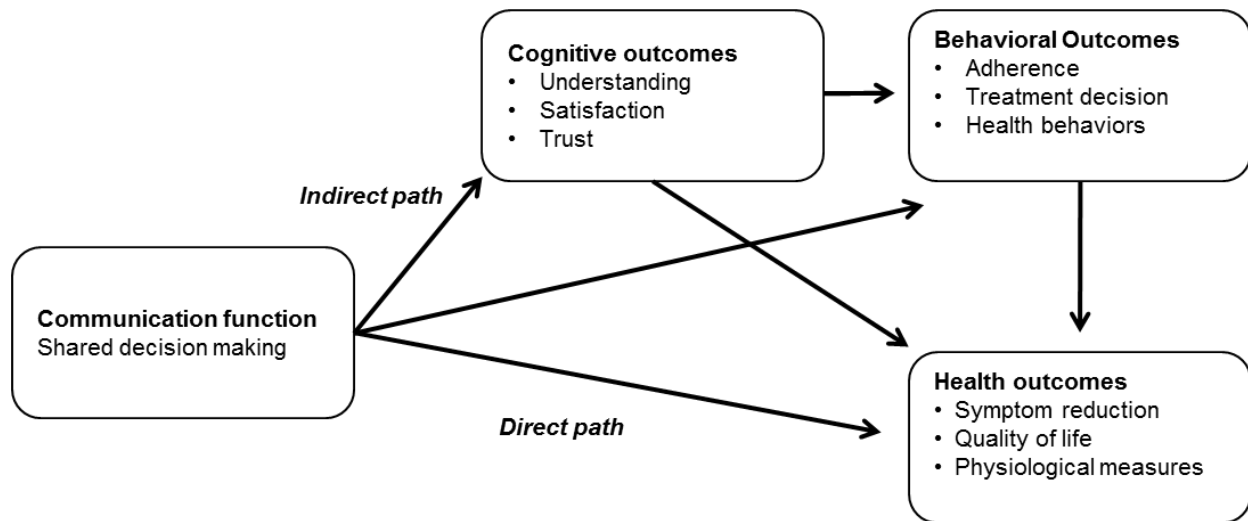 Cognitive outcomes
• Understanding
• Satisfaction
• Trust
Behavioral Outcomes
• Adherence
• Treatment decision
• Health behaviors
Indirect path
Communication function
Shared decision making
Direct path
Health outcomes
• Symptom reduction
• Quality of life
• Physiological measures